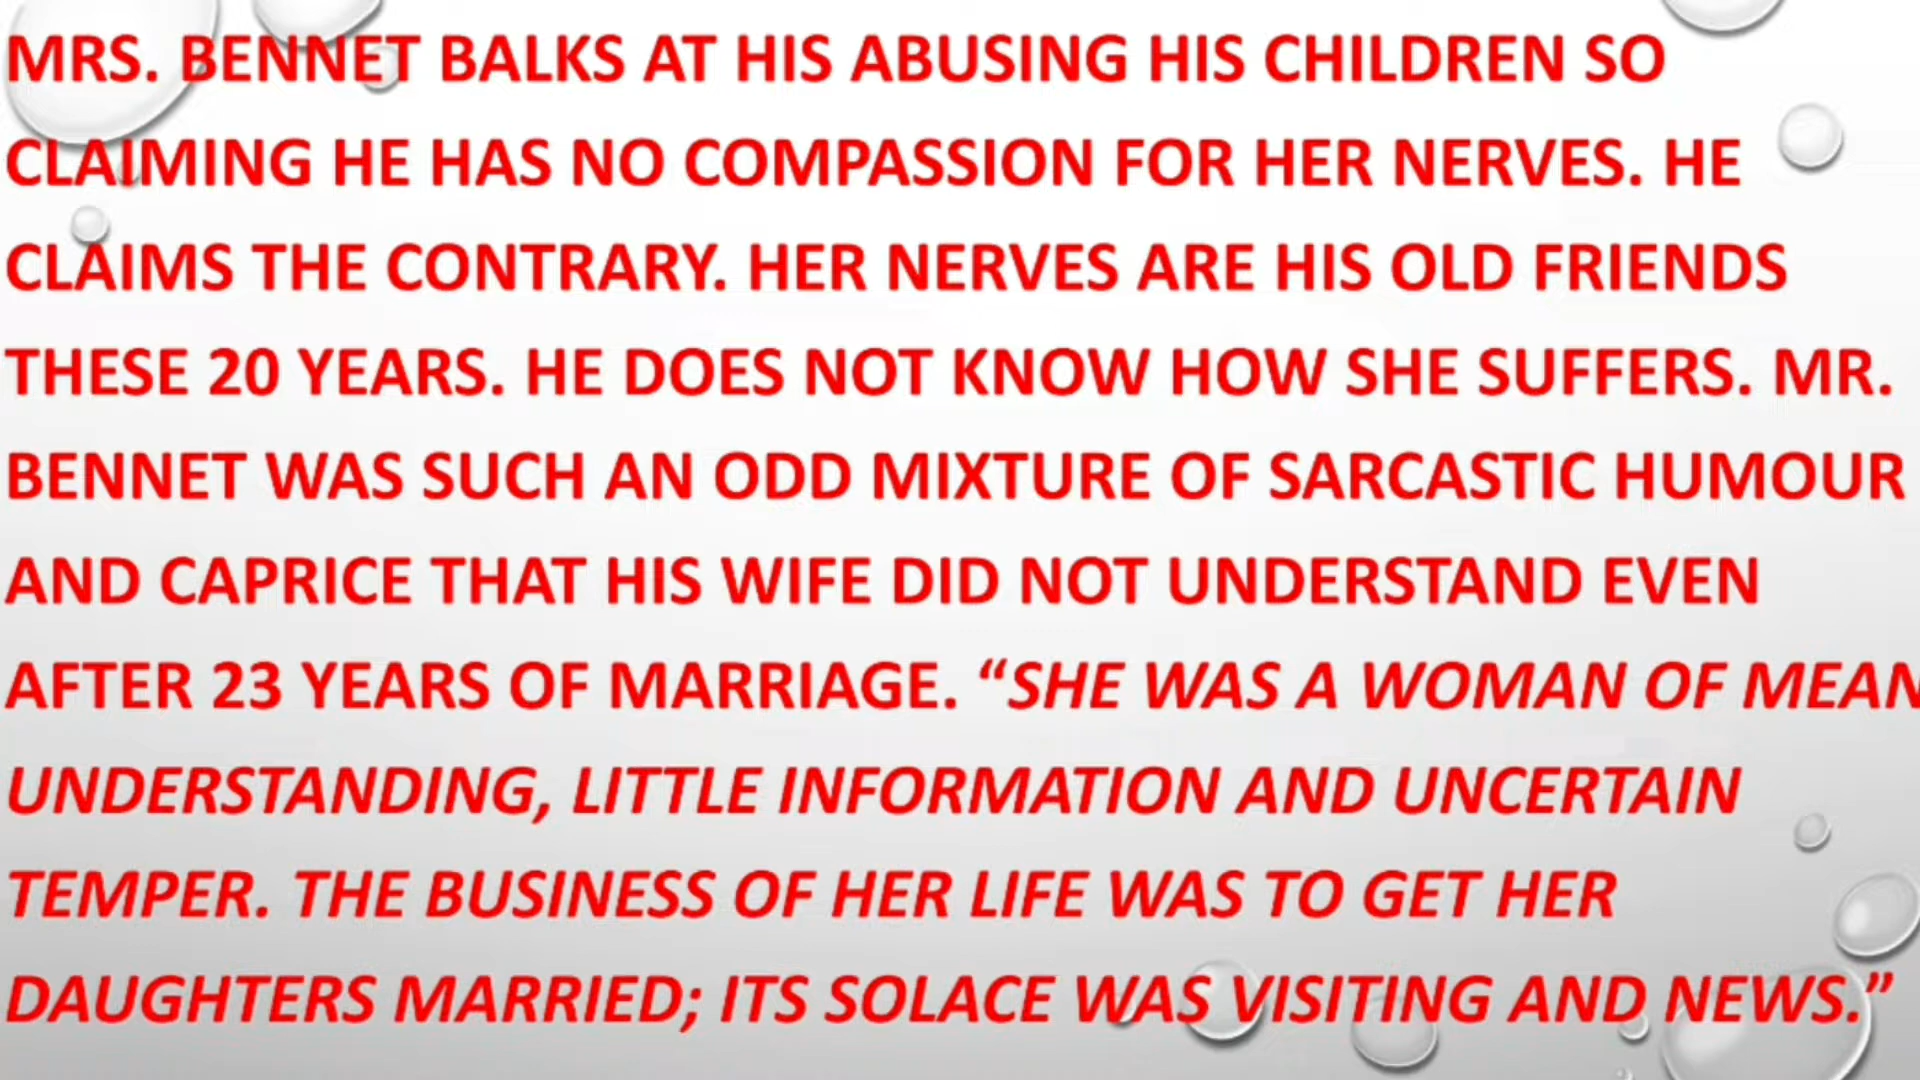 MRS. BENNET BALKS AT HIS ABUSING HIS CHILDREN SO
CLAIMING HE HAS NO COMPASSION FOR HER NERVES. HE
CLAIMS THE CONTRARY. HER NERVES ARE HIS OLD FRIENDS
THESE 20 YEARS. HE DOES NOT KNOW HOW SHE SUFFERS. MR.
BENNET WAS SUCH AN ODD MIXTURE OF SARCASTIC HUMOUR
AND CAPRICE THAT HIS WIFE DID NOT UNDERSTAND EVEN
AFTER 23 YEARS OF MARRIAGE. “SHE WAS A WOMAN OF MEAN
UNDERSTANDING, LITTLE INFORMATION AND UNCERTAIN
TEMPER. THE BUSINESS OF HER LIFE WAS TO GET HER
DAUGHTERS MARRIED; ITS SOLACE WAS VISITING AND NEWS.”